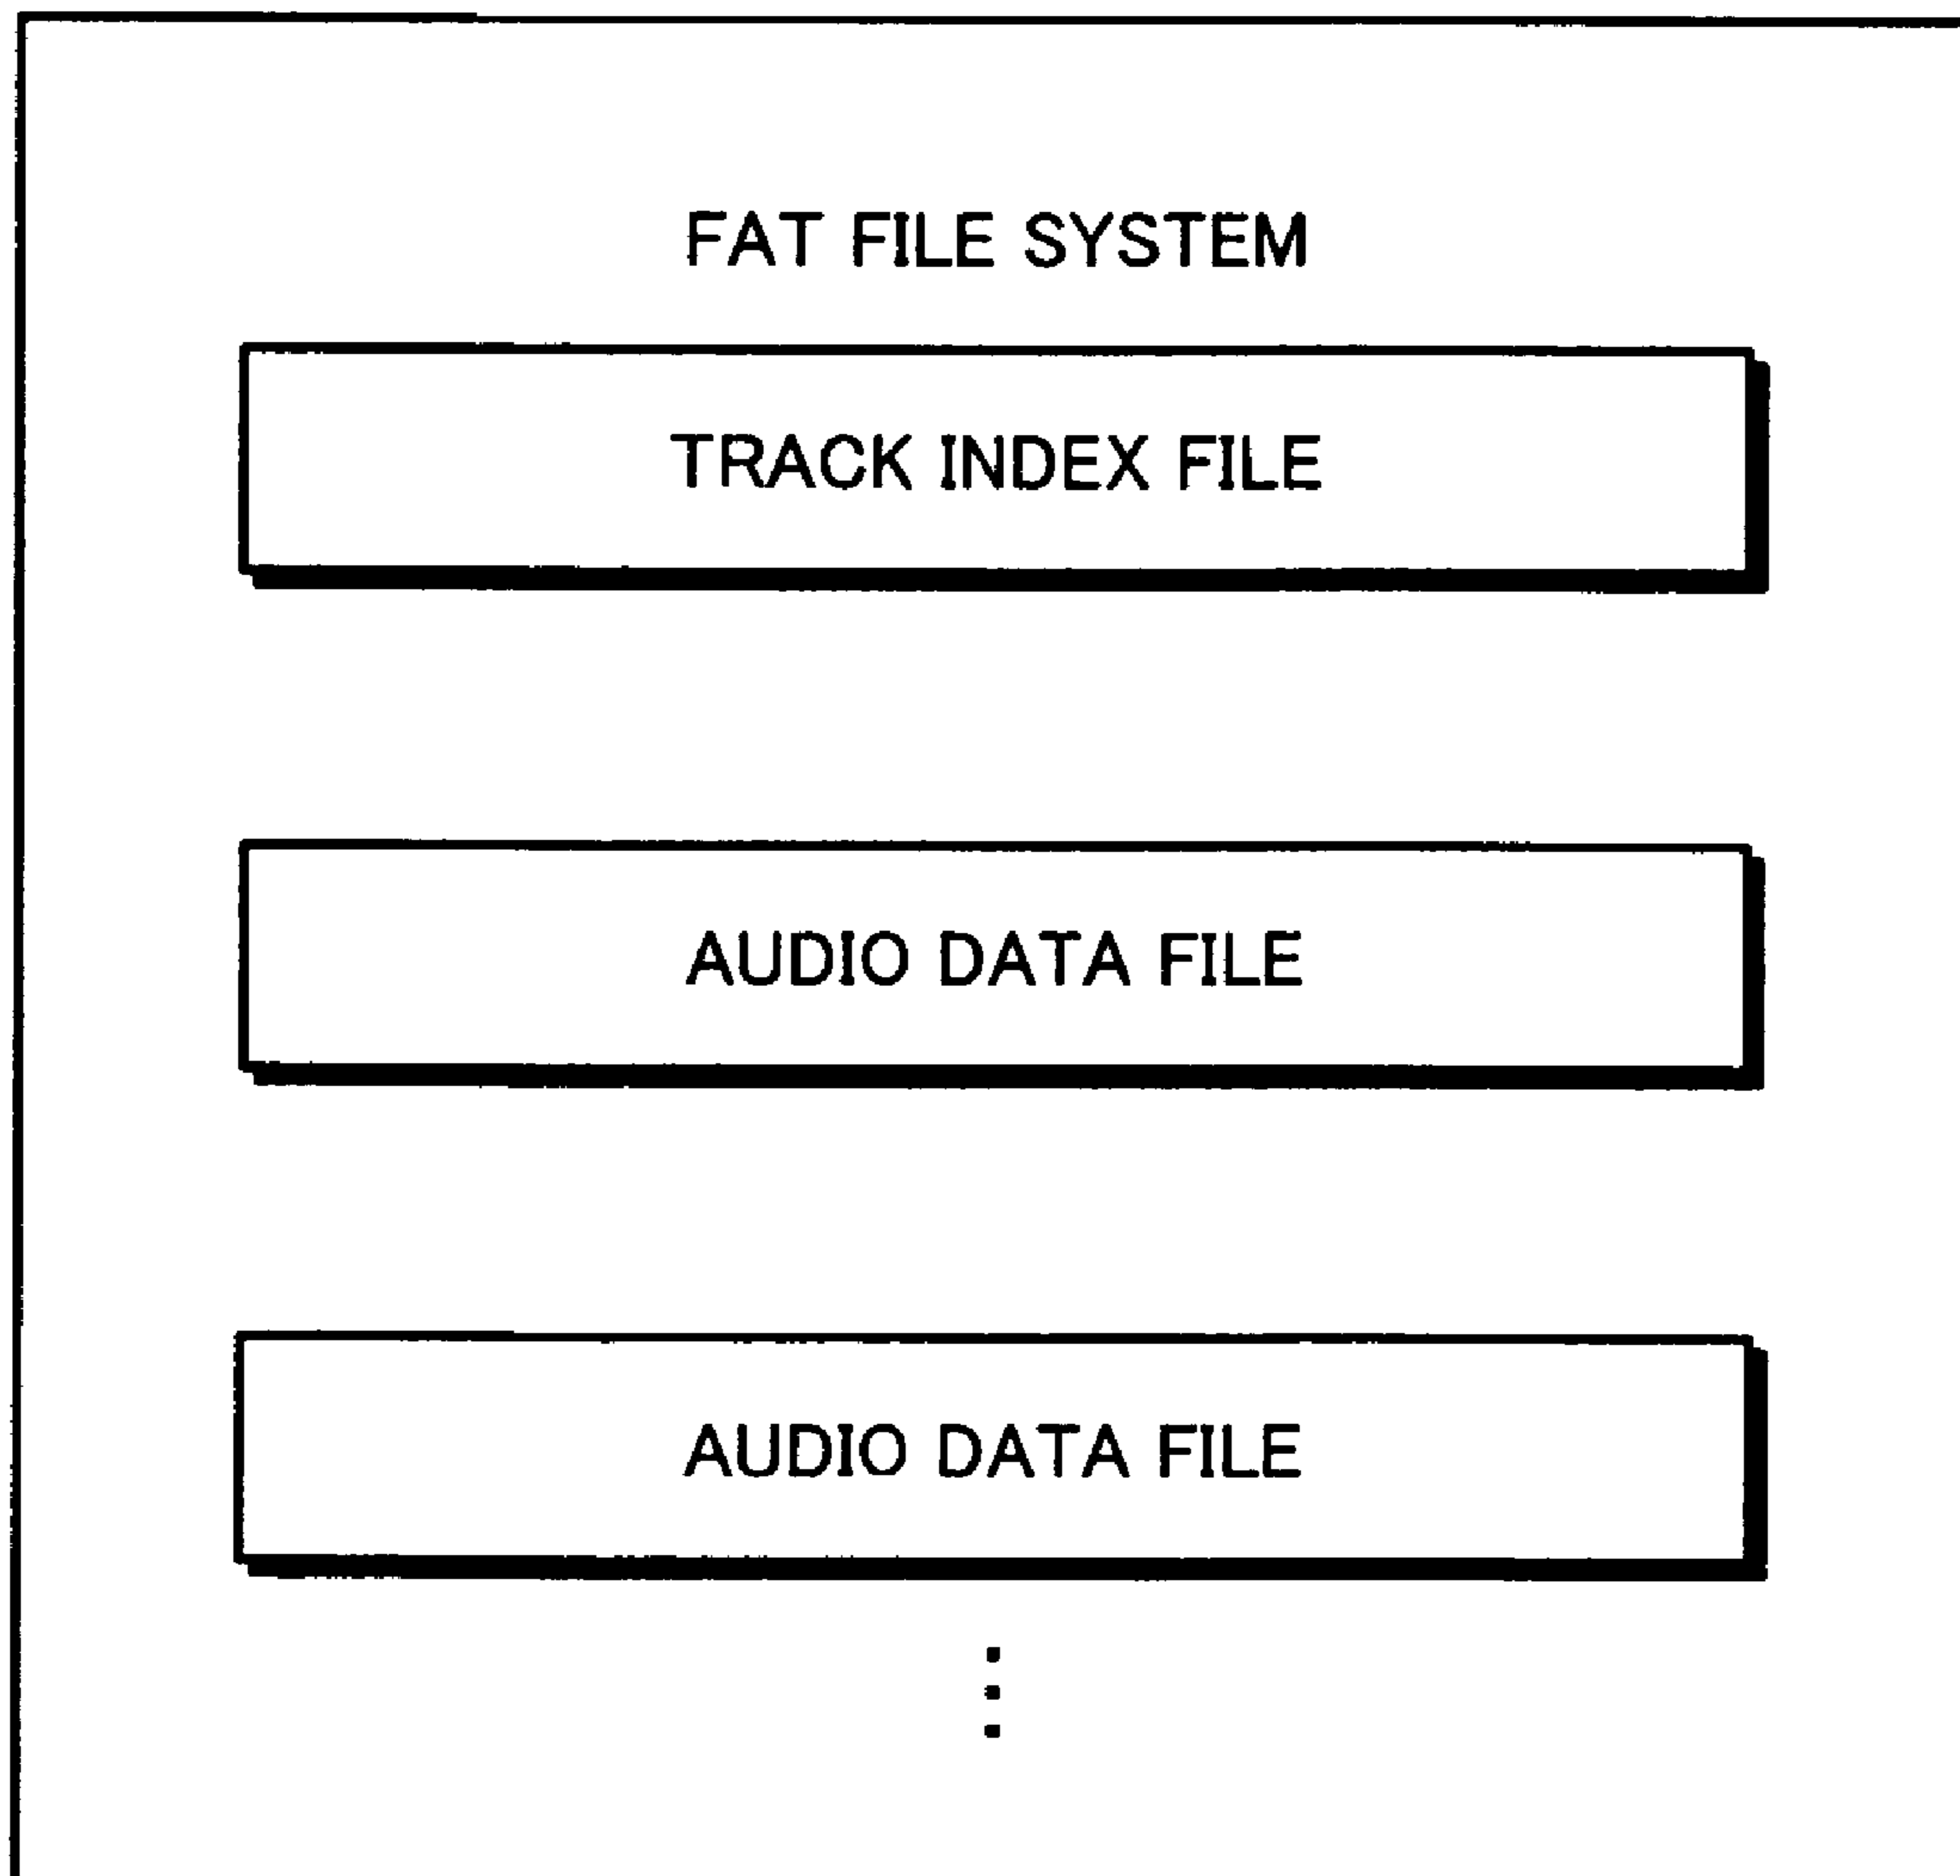 FAT FILE SYSTEM
TRACK INDEX FILE
AUDIO DATA FILE
AUDIO DATA FILE